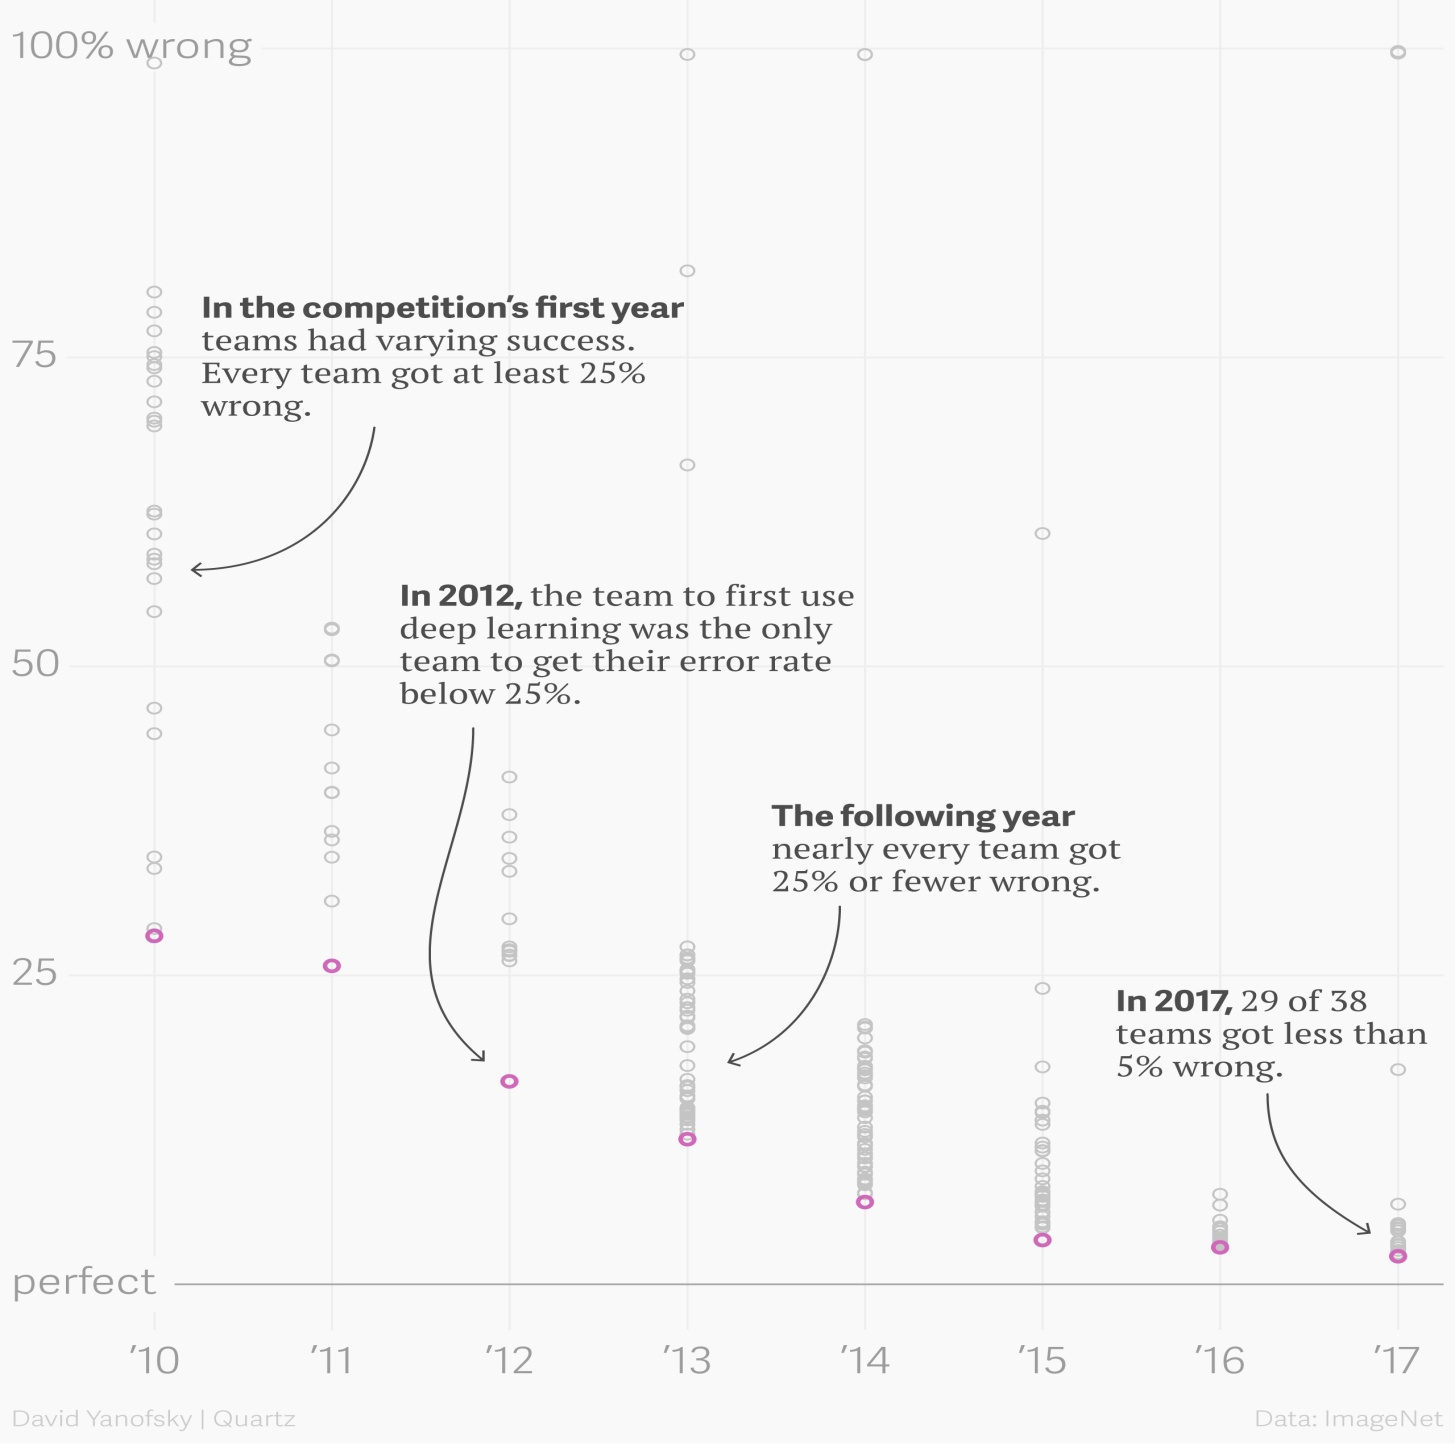 100% wrong
In the competition’s first year
teams had varying success.
75
Every team got at least 25%
wrong.
In 2012, the team to first use
deep learning was the only
50
team to get their error rate
below 25%.
The following year
nearly every team got
25% or fewer wrong.
25
In 2017, 29 of 38
teams got less than
5% wrong.
perfect
’10 ’11 ’12 ’13 ’14 ’15 ’16 ’17
David Yanofsky | Quartz
Data: ImageNet